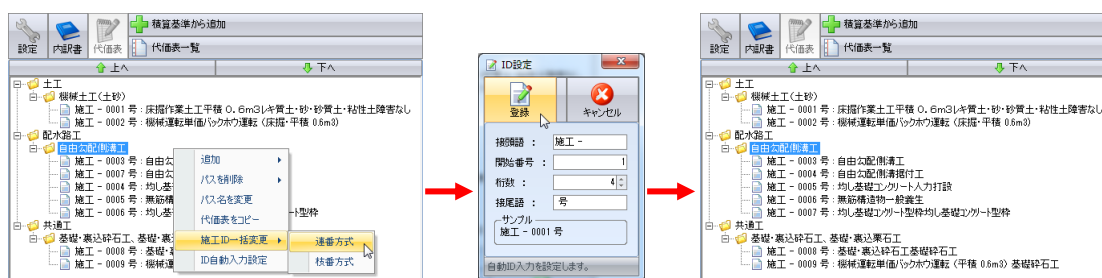 積算基準から追加
設定
内訳書
代価表
代価表一覧
上へ
下へ
土工
機械土工(土砂)
施工 - 0001 号 : 床掘作業土工平積 0.6m3レキ質土・砂・砂質土・粘性土障害なし
施工 - 0002 号 : 機械運転単価バックホウ運転 (床掘・平積 0.6m3)
配水路工
自由勾配側溝工
施工 - 0003 号 : 自由勾
施工 - 0007 号 : 自由勾
施工 - 0004 号 : 均し基
施工 - 0005 号 : 無筋構
施工 - 0006 号 : 均し基
ート型枠
共通工
基礎・裏込砕石工、基礎・裏
施工 - 0008 号 : 基礎・
施工 - 0009 号 : 機械運
追加
パスを削除
パス名を変更
代価表をコピー
施工ID一括変更
ID自動入力設定
連番方式
枝番方式
ID設定
登録
キャンセル
接頭語 :
施工 -
開始番号 :
1
桁数 :
4
接尾語 :
号
サンプル
施工 - 0001 号
自動ID入力を設定します。
積算基準から追加
設定
内訳書
代価表
代価表一覧
上へ
下へ
土工
機械土工(土砂)
施工 - 0001 号 : 床掘作業土工平積 0.6m3レキ質土・砂・砂質土・粘性土障害なし
施工 - 0002 号 : 機械運転単価バックホウ運転 (床掘・平積 0.6m3)
配水路工
自由勾配側溝工
施工 - 0003 号 : 自由勾配側溝工
施工 - 0004 号 : 自由勾配側溝据付工
施工 - 0005 号 : 均し基礎コンクリート人力打設
施工 - 0006 号 : 無筋構造物一般養生
施工 - 0007 号 : 均し基礎コンクリート型枠均し基礎コンクリート型枠
共通工
基礎・裏込砕石工、基礎・裏込栗石工
施工 - 0008 号 : 基礎・裏込砕石工基礎砕石工
施工 - 0009 号 : 機械運転単価バックホウ運転 (平積 0.6m3) 基礎砕石工